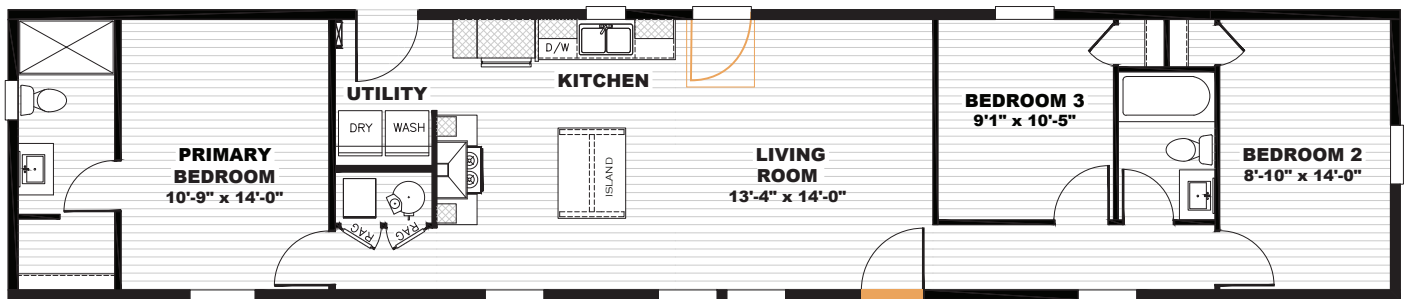 PRIMARY
BEDROOM
10'-9" x 14'-0"
UTILITY
DRY
WASH
RAG
RAG
D/W
KITCHEN
ISLAND
LIVING
ROOM
13'-4" x 14'-0"
BEDROOM 3
9'1" x 10'-5"
BEDROOM 2
8'-10" x 14'-0"